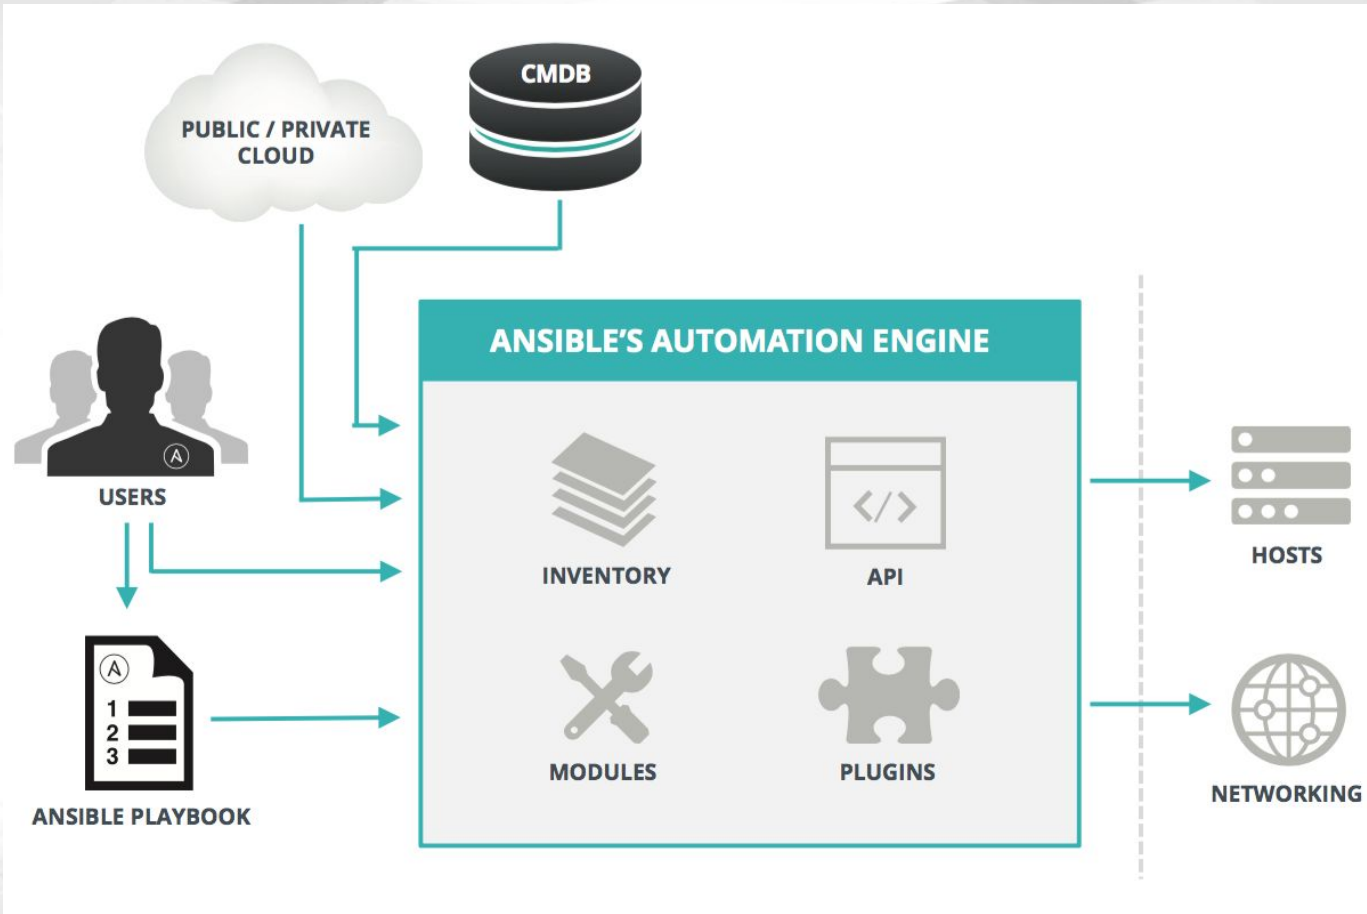 CMDB
PUBLIC / PRIVATE
CLOUD
ANSIBLE'S AUTOMATION ENGINE
USERS
INVENTORY
API
</>
HOSTS
1
2
3
MODULES
PLUGINS
NETWORKING
ANSIBLE PLAYBOOK